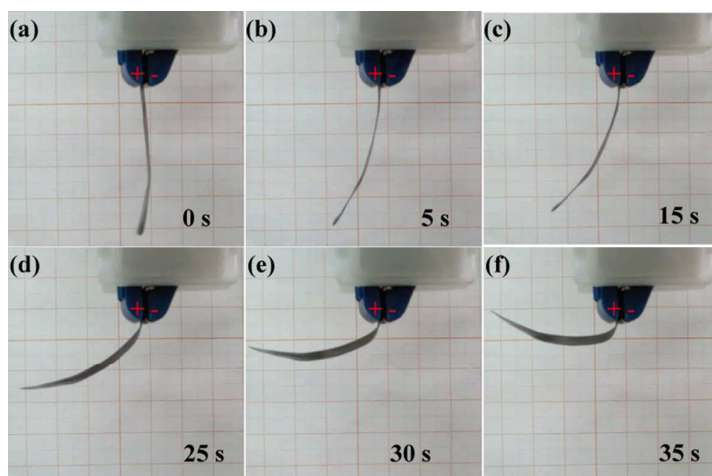 (a)
+ -
0 s
(b)
+ -
5 s
(c)
+ -
15 s
(d)
+ -
25 s
(e)
+ -
30 s
(f)
+ -
35 s